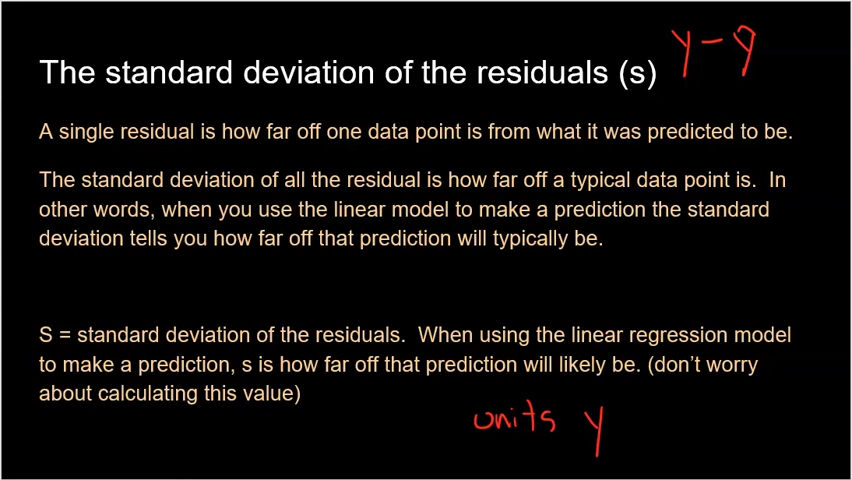 The standard deviation of the residuals (s) y - ŷ
A single residual is how far off one data point is from what it was predicted to be.
The standard deviation of all the residual is how far off a typical data point is. In
other words, when you use the linear model to make a prediction the standard
deviation tells you how far off that prediction will typically be.
S = standard deviation of the residuals. When using the linear regression model
to make a prediction, s is how far off that prediction will likely be. (don't worry
about calculating this value)
units y